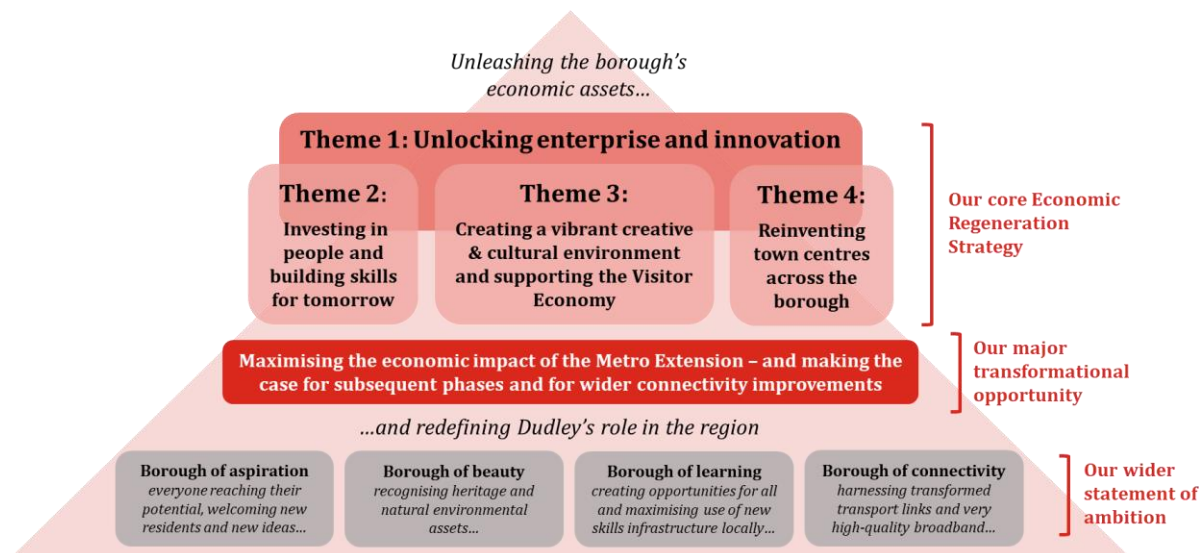 Unleashing the borough's
economic assets…
Theme 1: Unlocking enterprise and innovation
Theme 2:
Investing in
people and
building skills
for tomorrow
Theme 3:
Creating a vibrant creative
& cultural environment
and supporting the Visitor
Economy
Theme 4:
Reinventing
town centres
across the
borough
Our core Economic
Regeneration
Strategy
Maximising the economic impact of the Metro Extension – and making the
case for subsequent phases and for wider connectivity improvements
Our major
transformational
opportunity
…and redefining Dudley's role in the region
Borough of aspiration
everyone reaching their
potential, welcoming new
residents and new ideas…
Borough of beauty
recognising heritage and
natural environmental
assets…
Borough of learning
creating opportunities for all
and maximising use of new
skills infrastructure locally…
Borough of connectivity
harnessing transformed
transport links and very
high-quality broadband…
Our wider
statement of
ambition